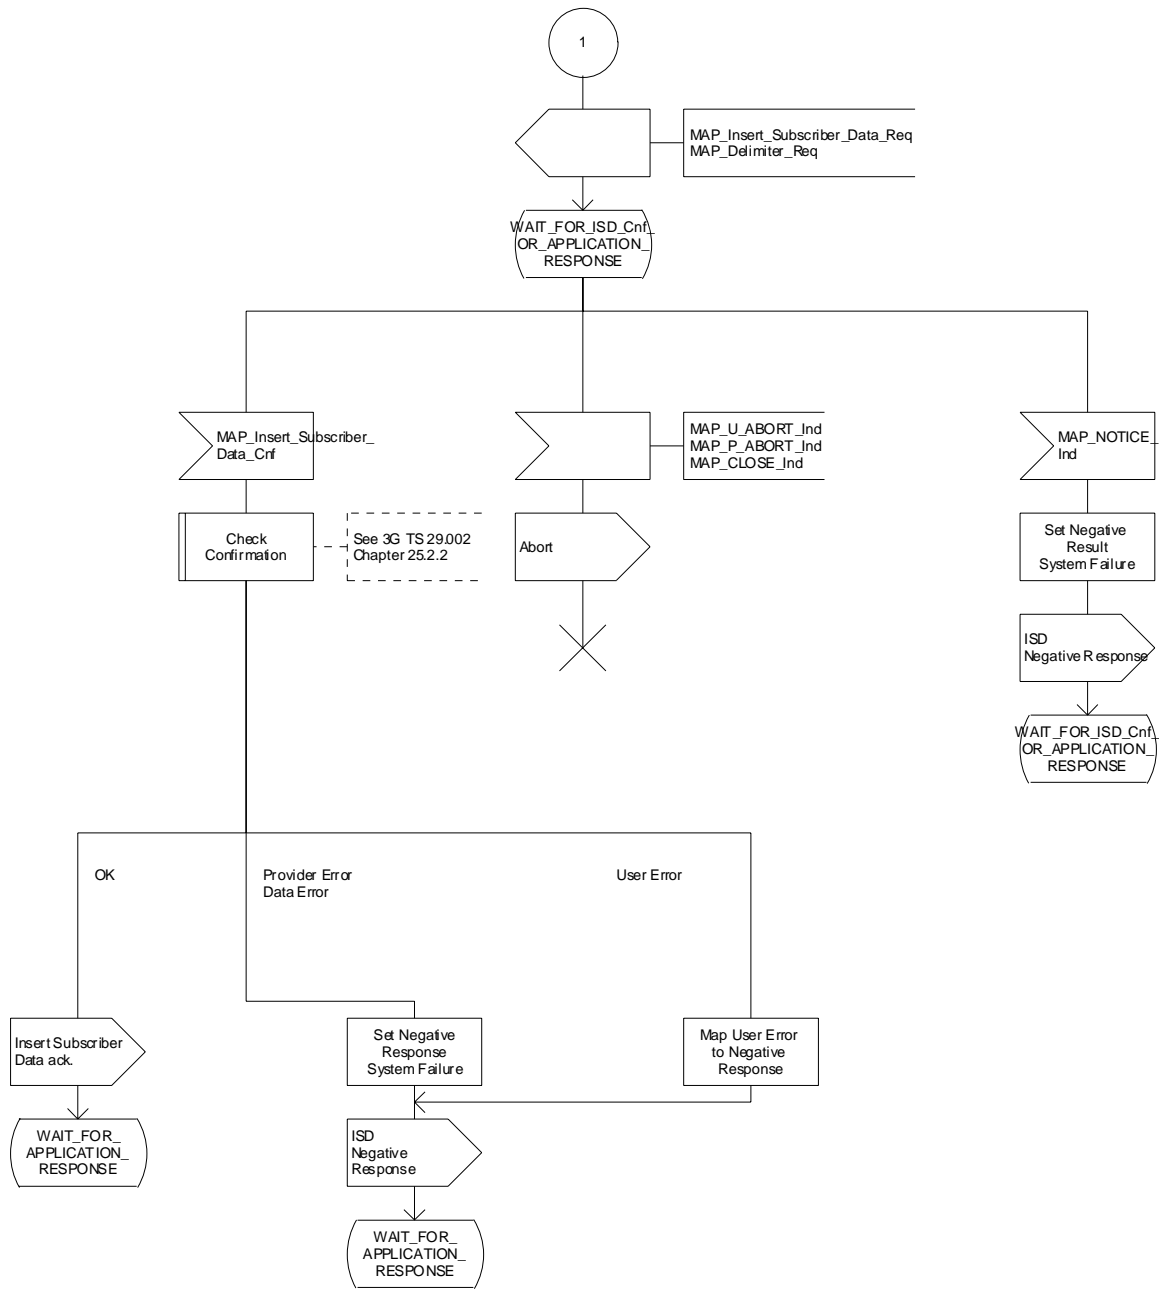 1
MAP_Insert_Subscriber_Data_Req
MAP_Delimiter_Req
WAIT_FOR_ISD_Cnf_
OR_APPLICATION_
RESPONSE
MAP_Insert_Subscriber_
Data_Cnf
MAP_U_ABORT_Ind
MAP_P_ABORT_Ind
MAP_CLOSE_Ind
MAP_NOTICE_
Ind
Check
Confirmation
See 3G TS 29.002
Chapter 25.2.2
Abort
Set Negative
Result
System Failure
ISD
Negative Response
WAIT_FOR_ISD_Cnf_
OR_APPLICATION_
RESPONSE
OK
Provider Error
Data Error
User Error
Insert Subscriber
Data ack.
Set Negative
Response
System Failure
Map User Error
to Negative
Response
WAIT_FOR_
APPLICATION_
RESPONSE
ISD
Negative
Response
WAIT_FOR_
APPLICATION_
RESPONSE